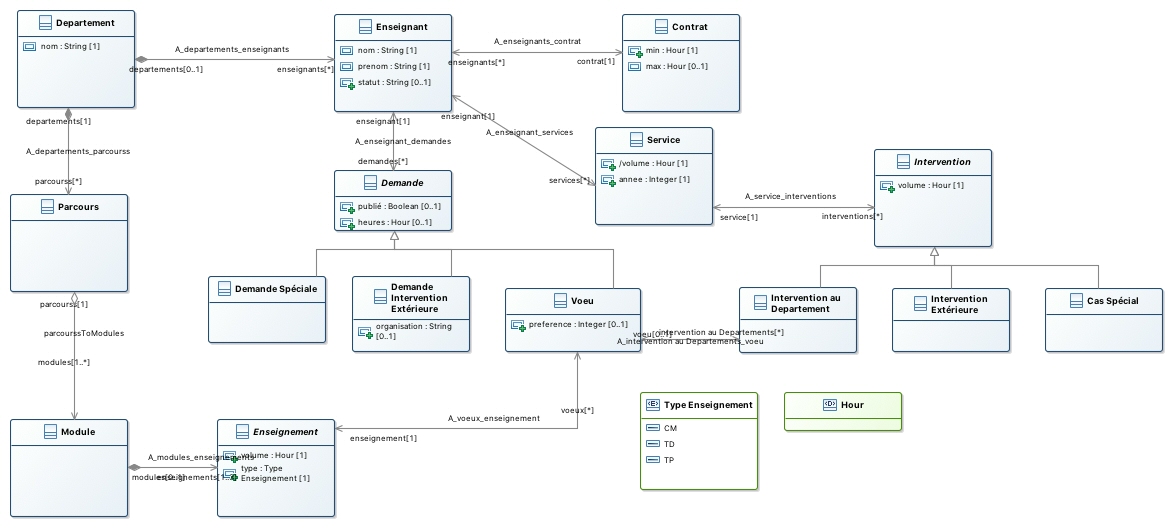 Departement
nom : String [1]
A_departements_enseignants
departements[0..1]
enseignants[*]
Enseignant
nom : String [1]
prenom : String [1]
statut : String [0..1]
A_enseignants_contrat
enseignants[*]
contrat[1]
Contrat
min : Hour [1]
max : Hour [0..1]
departements[1]
A_departements_parcourss
parcourss[*]
enseignant[1]
A_enseignant_demandes
demandes[*]
enseignant[1]
A_enseignant_services
services[*]
Service
/volume : Hour [1]
annee : Integer [1]
A_service_interventions
service[1]
interventions[*]
Intervention
volume : Hour [1]
Demande
publié : Boolean [0..1]
heures : Hour [0..1]
Parcours
Demande Spéciale
Demande
Intervention
Extérieure
organisation : String
[0..1]
Voeu
preference : Integer [0..1]
Intervention au
Departement
Intervention
Extérieure
Cas Spécial
voeu[0..1]
intervention au Departements[*]
A_intervention au Departements_voeu
parcourss[1]
parcourssToModules
modules[1..*]
voeux[*]
A_voeux_enseignement
enseignement[1]
Module
A_modules_enseignements
Enseignement
volume : Hour [1]
type : Type
Enseignement [1]
Type Enseignement
CM
TD
TP
Hour